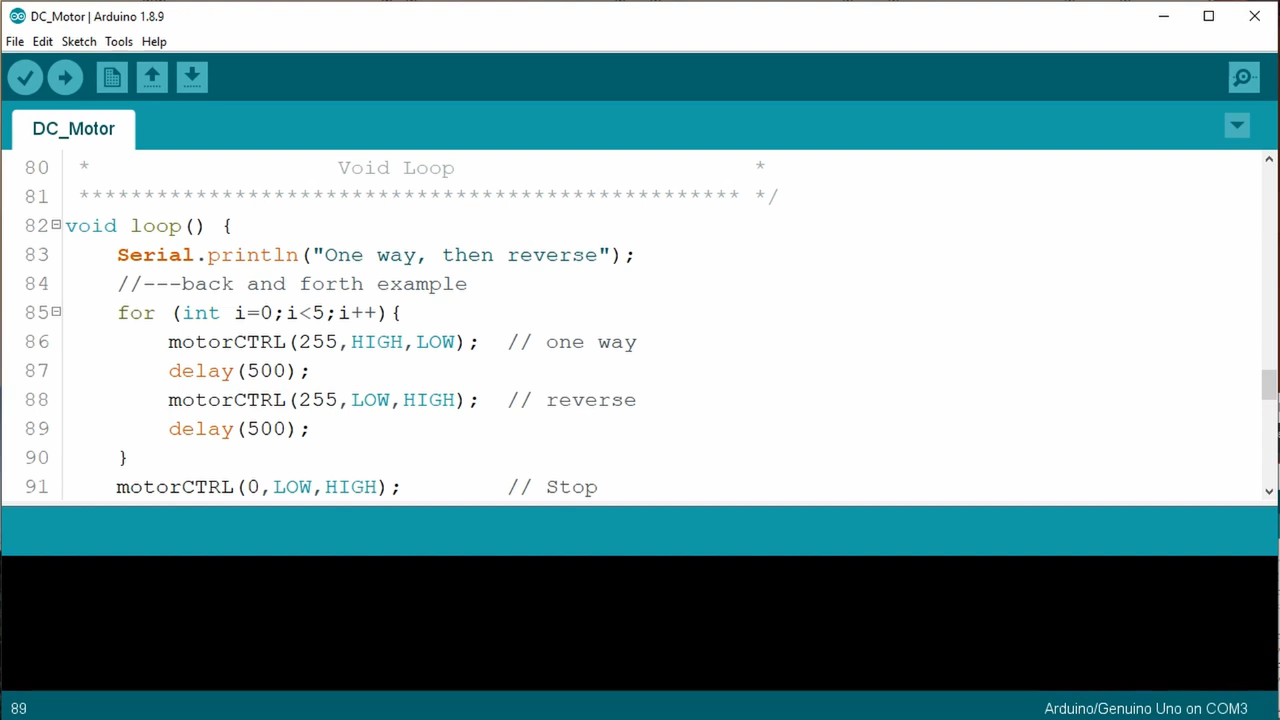 DC_Motor | Arduino 1.8.9
File Edit Sketch Tools Help
DC_Motor
80 * Void Loop *
81 *************************************************** */
82 void loop() {
83 Serial.println("One way, then reverse");
84 //---back and forth example
85 for (int i=0;i<5;i++){
86 motorCTRL(255,HIGH,LOW); // one way
87 delay(500);
88 motorCTRL(255,LOW,HIGH); // reverse
89 delay(500);
90 }
91 motorCTRL(0,LOW,HIGH); // Stop
89 Arduino/Genuino Uno on COM3